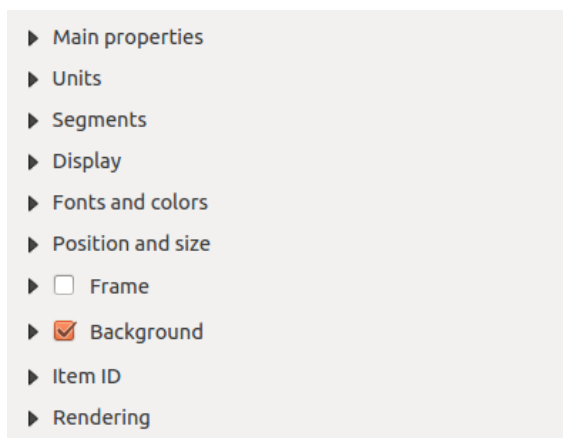 Main properties
Units
Segments
Display
Fonts and colors
Position and size
Frame
Background
Item ID
Rendering